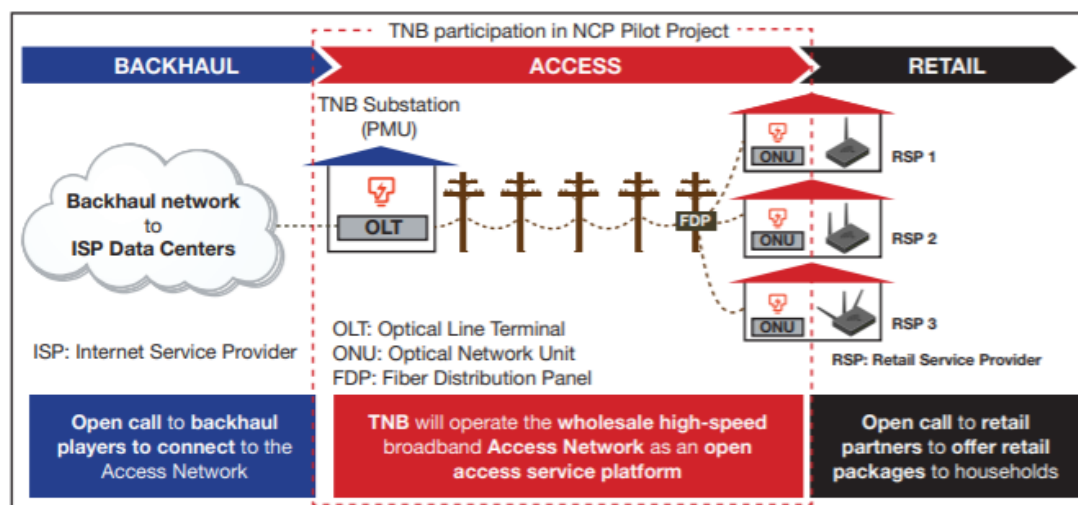 TNB participation in NCP Pilot Project
BACKHAUL
ACCESS
RETAIL
TNB Substation
(PMU)
OLT
Backhaul network
to
ISP Data Centers
FDP
ONU
RSP 1
ONU
RSP 2
ONU
RSP 3
ISP: Internet Service Provider
OLT: Optical Line Terminal
ONU: Optical Network Unit
FDP: Fiber Distribution Panel
RSP: Retail Service Provider
Open call to backhaul
players to connect to the
Access Network
TNB will operate the wholesale high-speed
broadband Access Network as an open
access service platform
Open call to retail
partners to offer retail
packages to households